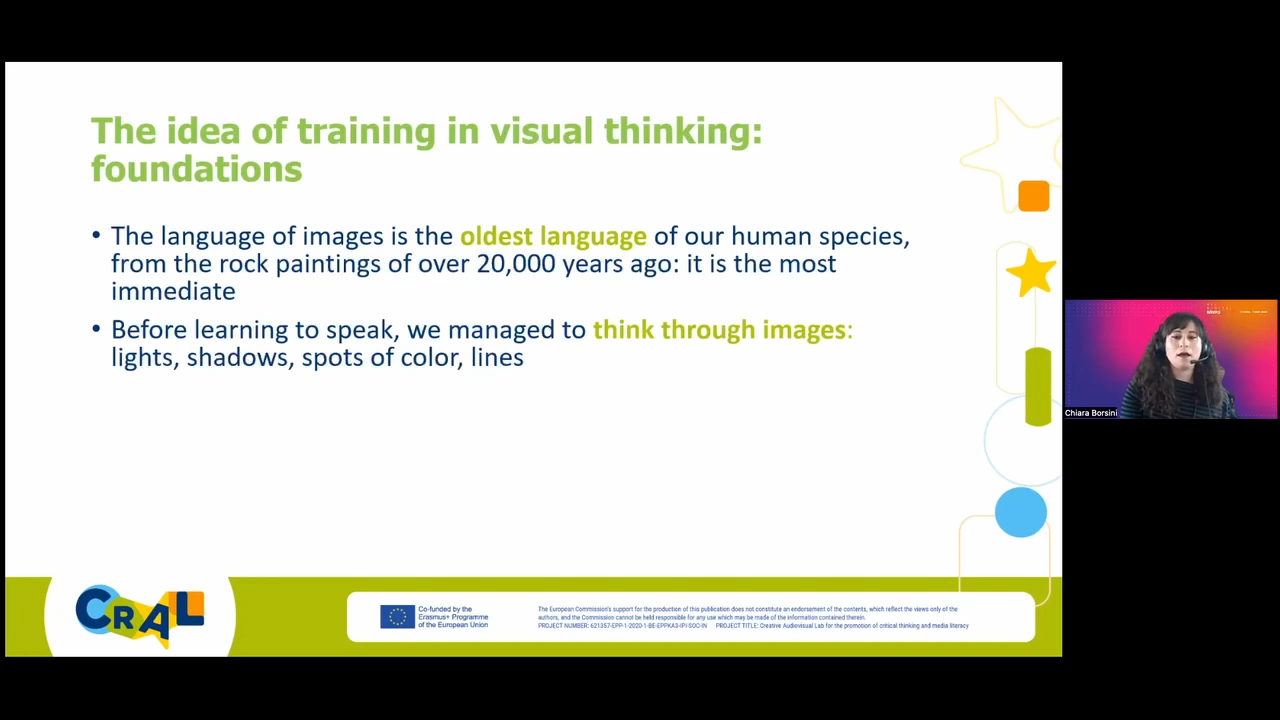 The idea of training in visual thinking:
foundations
• The language of images is the oldest language of our human species,
from the rock paintings of over 20,000 years ago: it is the most
immediate
• Before learning to speak, we managed to think through images:
lights, shadows, spots of color, lines
Chiara Borsini
CRAL
Co-funded by the
Erasmus+ Programme
of the European Union
The European Commission's support for the production of this publication does not constitute an endorsement of the contents, which reflect the views only of the
authors, and the Commission cannot be held responsible for any use which may be made of the information contained therein.
PROJECT NUMBER: 621357-EPP-1-2020-1-BE-EPPKA3-IPI-SOC-IN PROJECT TITLE: Creative Audiovisual Lab for the promotion of critical thinking and media literacy